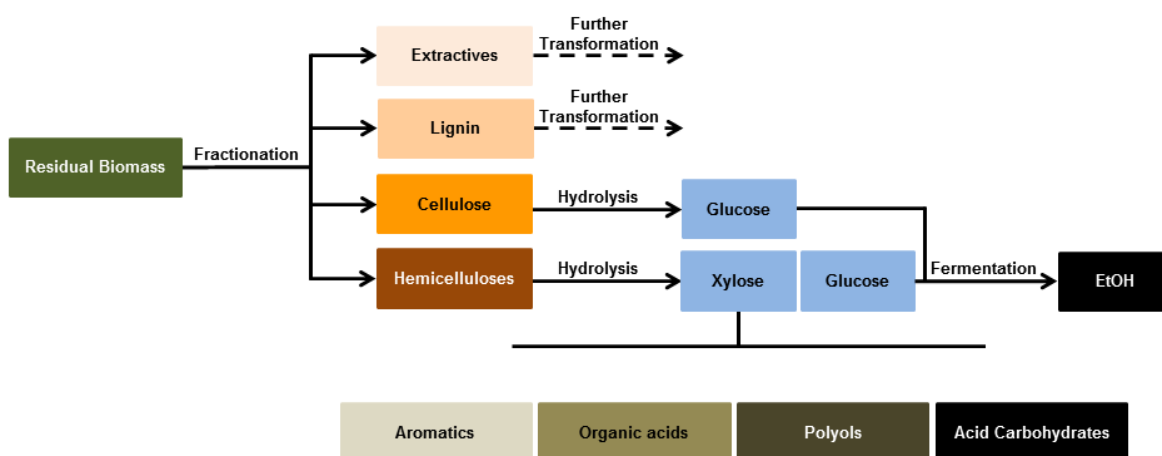 Further
Transformation
Extractives
Further
Transformation
Lignin
Residual Biomass
Fractionation
Cellulose
Hydrolysis
Glucose
Hemicelluloses
Hydrolysis
Xylose
Glucose
Fermentation
EtOH
Aromatics
Organic acids
Polyols
Acid Carbohydrates